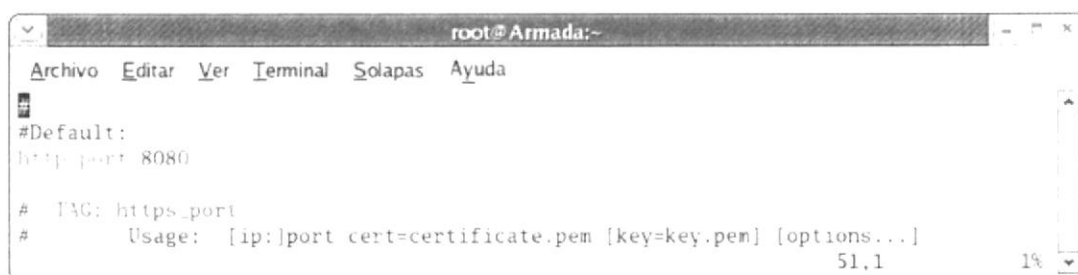 root@Armada:~
Archivo Editar Ver Terminal Solapas Ayuda
#
#Default:
http_port 8080
# TAG: https_port
# Usage: [ip:]port cert=certificate.pem [key=key.pem] [options...]
51,1 1%